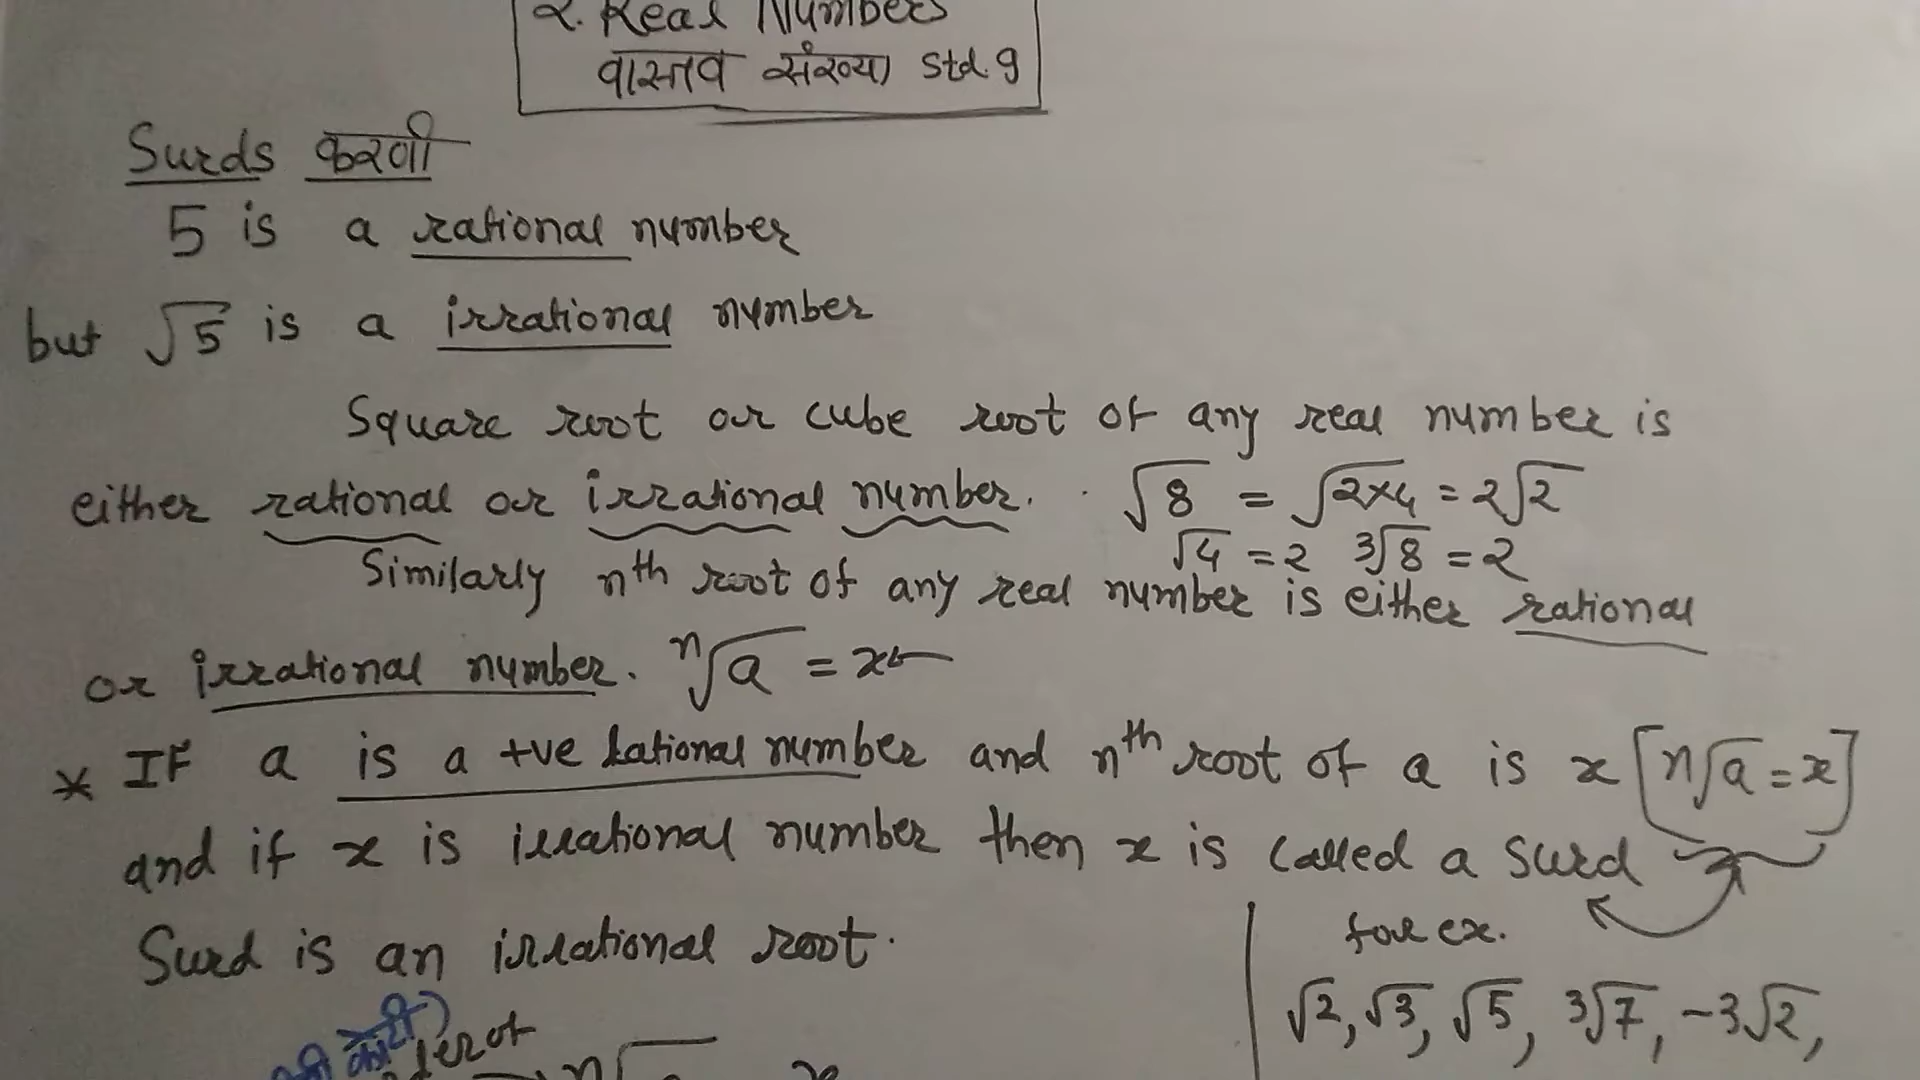 2. Real Numbers
वास्तव संख्या std. 9
Surds करणी
5 is a rational number
but √5 is a irrational number
Square root or cube root of any real number is
either rational or irrational number. √8 = √2×4 = 2√2
√4 = 2 ³√8 = 2
Similarly nth root of any real number is either rational
or irrational number. ⁿ√a = x
* If a is a +ve rational number and nth root of a is x [ⁿ√a = x]
and if x is irrational number then x is called a surd
Surd is an irrational root.
for ex.
√2, √3, √5, ³√7, -3√2,